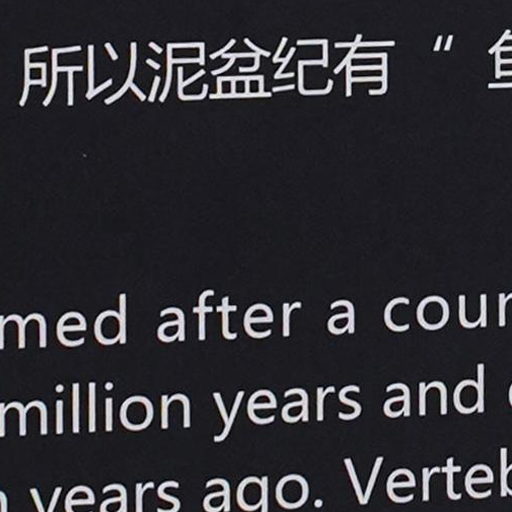 所以泥盆纪有 “
med after a cour
million years and
years ago. Verteb